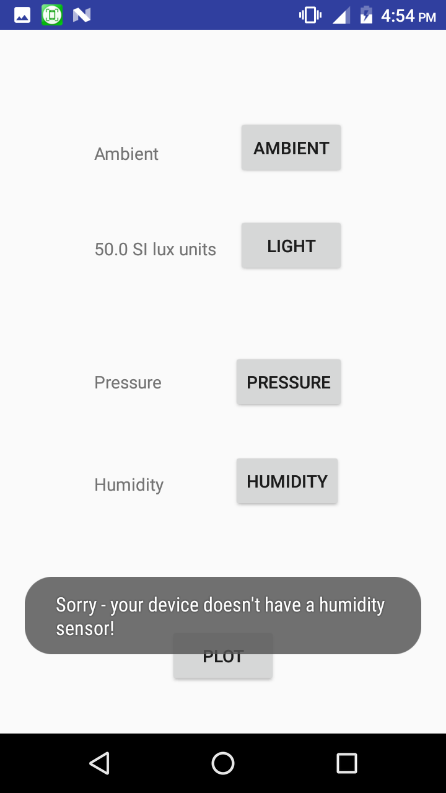 4:54 PM
Ambient AMBIENT
50.0 SI lux units LIGHT
Pressure PRESSURE
Humidity HUMIDITY
Sorry - your device doesn't have a humidity
sensor!
PLOT